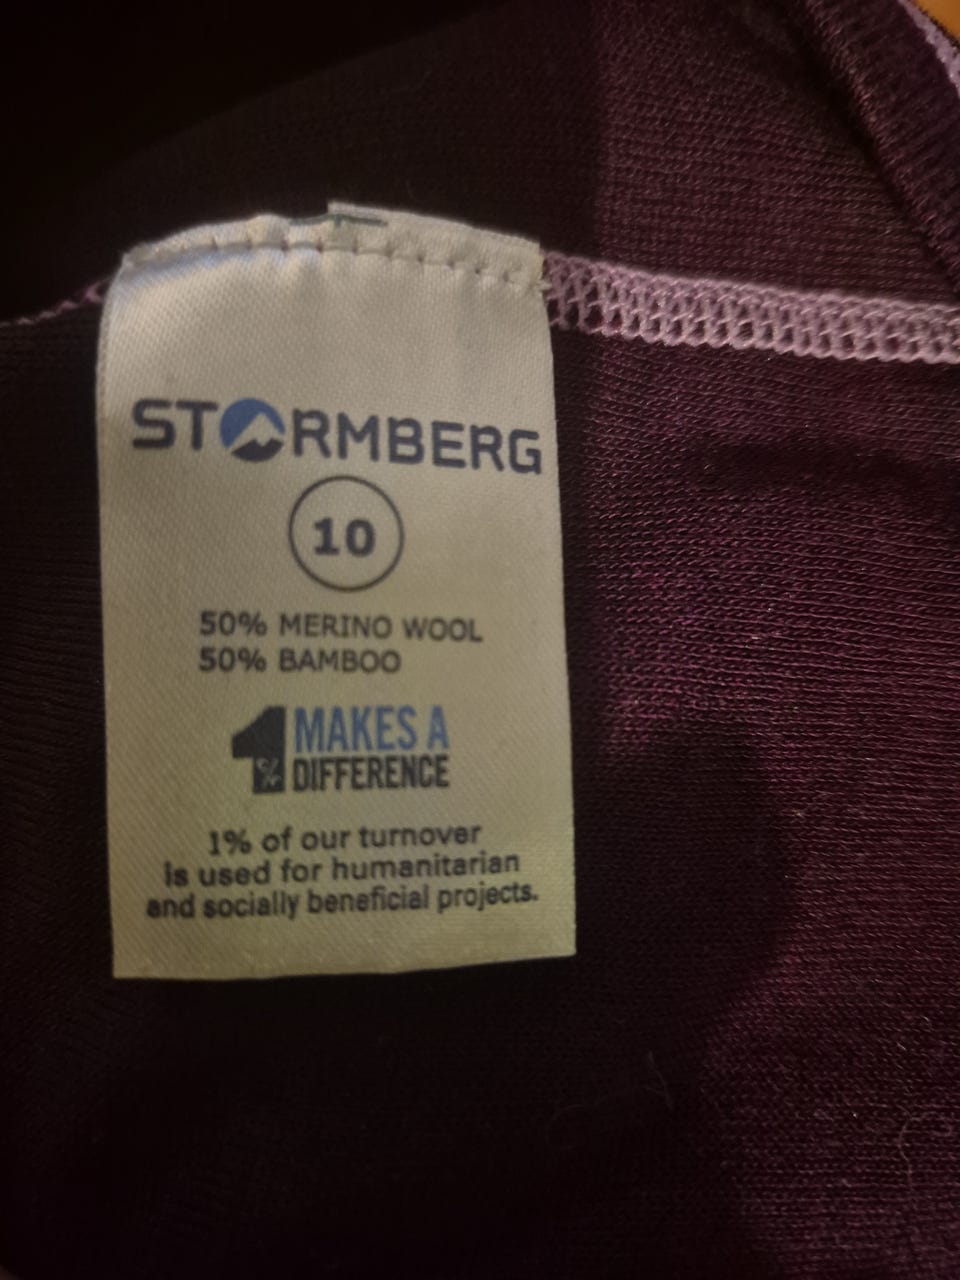 STORMBERG
10
50% MERINO WOOL
50% BAMBOO
1% MAKES A
DIFFERENCE
1% of our turnover
is used for humanitarian
and socially beneficial projects.